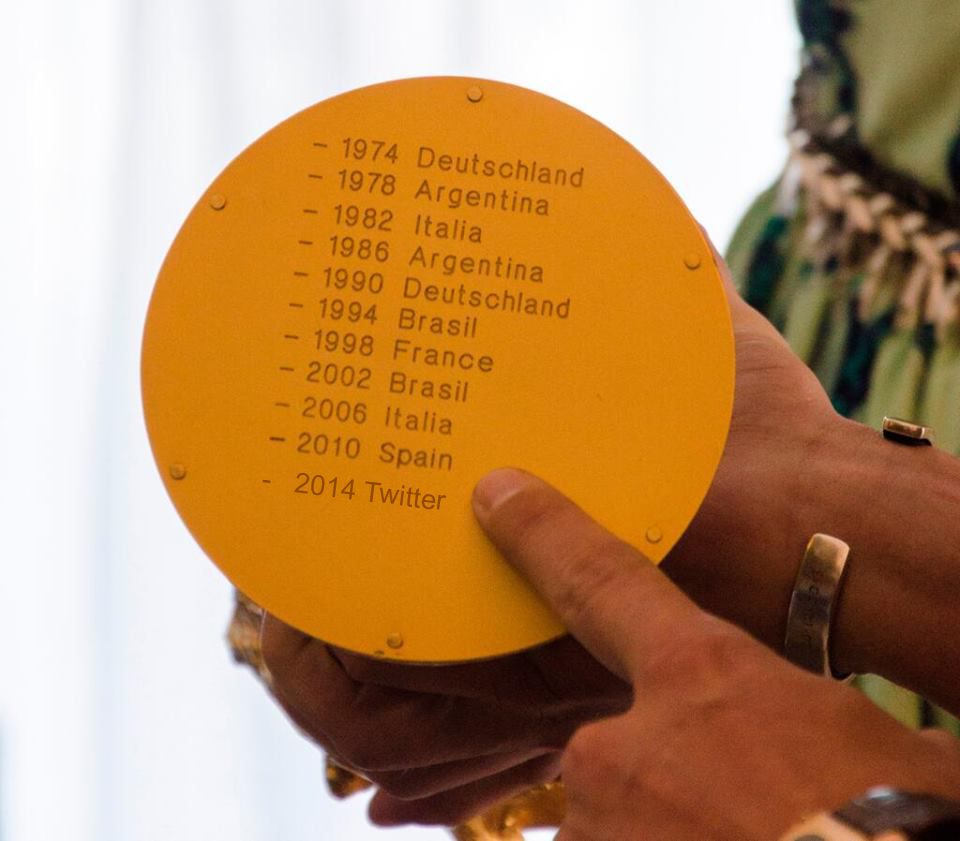 - 1974 Deutschland
- 1978 Argentina
- 1982 Italia
- 1986 Argentina
- 1990 Deutschland
- 1994 Brasil
- 1998 France
- 2002 Brasil
- 2006 Italia
- 2010 Spain
- 2014 Twitter